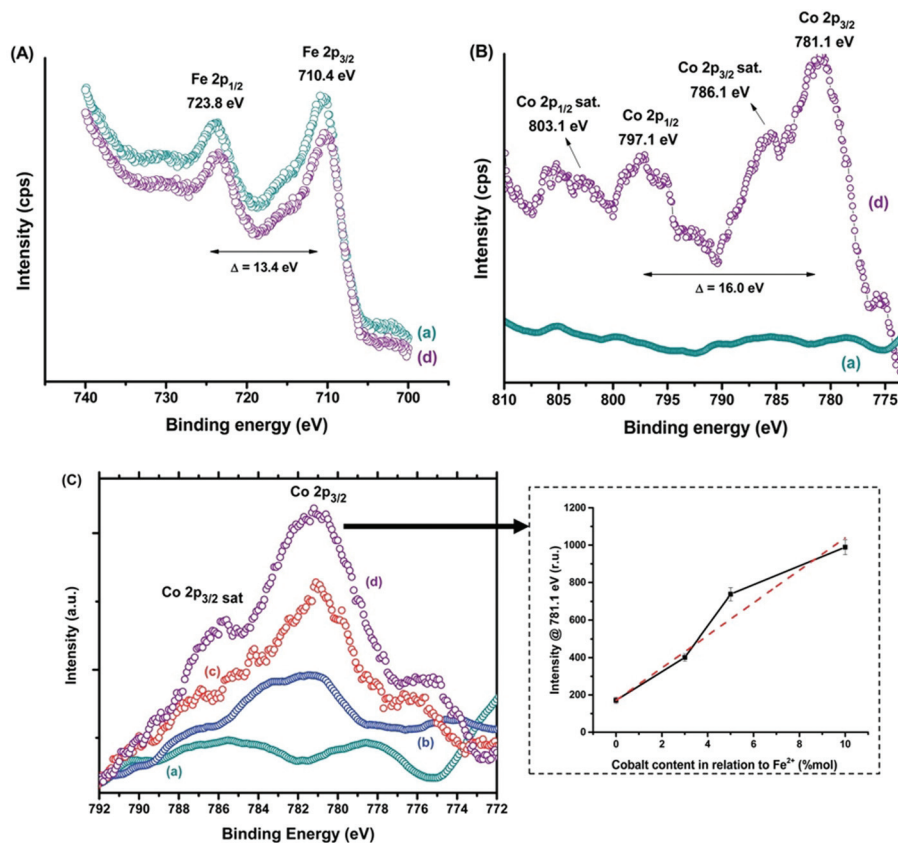 (A)
Fe 2p1/2
723.8 eV
Fe 2p3/2
710.4 eV
Δ = 13.4 eV
(a)
(d)
Intensity (cps)
740 730 720 710 700
Binding energy (eV)
(B)
Co 2p3/2
781.1 eV
Co 2p3/2 sat.
786.1 eV
Co 2p1/2 sat.
803.1 eV
Co 2p1/2
797.1 eV
(d)
Δ = 16.0 eV
(a)
Intensity (cps)
810 805 800 795 790 785 780 775
Binding energy (eV)
(C)
Co 2p3/2
Co 2p3/2 sat
(d)
(c)
(b)
(a)
Intensity (a.u.)
792 790 788 786 784 782 780 778 776 774 772
Binding Energy (eV)
1200
1000
800
600
400
200
0
Intensity @ 781.1 eV (r.u.)
0 2 4 6 8 10
Cobalt content in relation to Fe2+ (%mol)